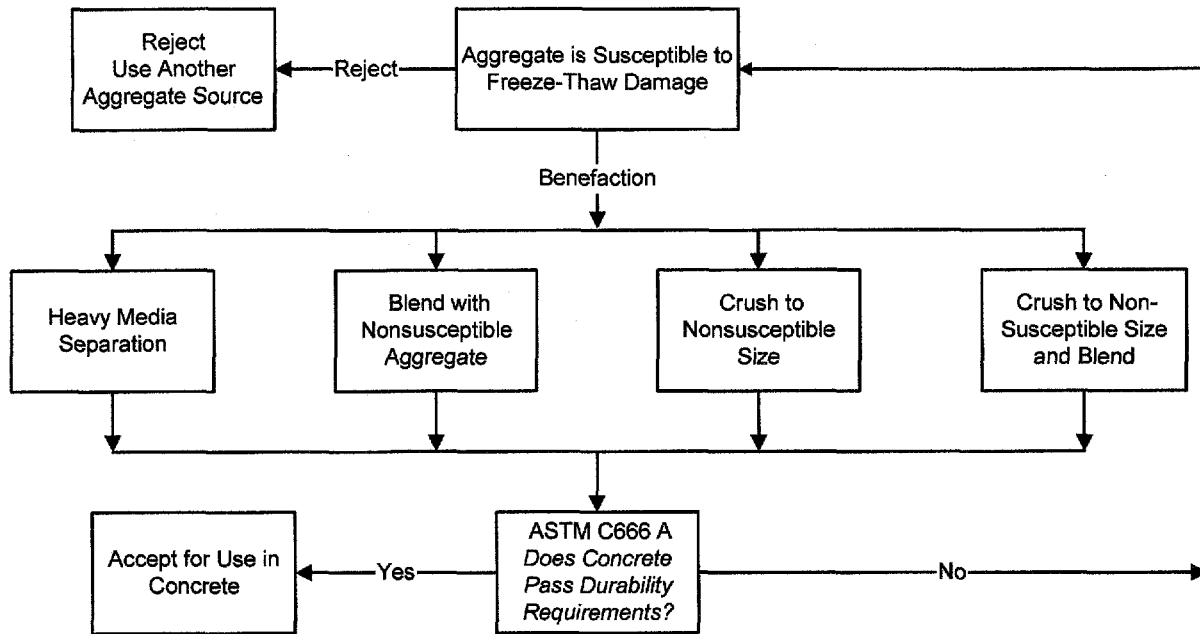 Reject
Use Another
Aggregate Source
Reject
Aggregate is Susceptible to
Freeze-Thaw Damage
Benefaction
Heavy Media
Separation
Blend with
Nonsusceptible
Aggregate
Crush to
Nonsusceptible
Size
Crush to Non-
Susceptible Size
and Blend
Accept for Use in
Concrete
Yes
ASTM C666 A
Does Concrete
Pass Durability
Requirements?
No